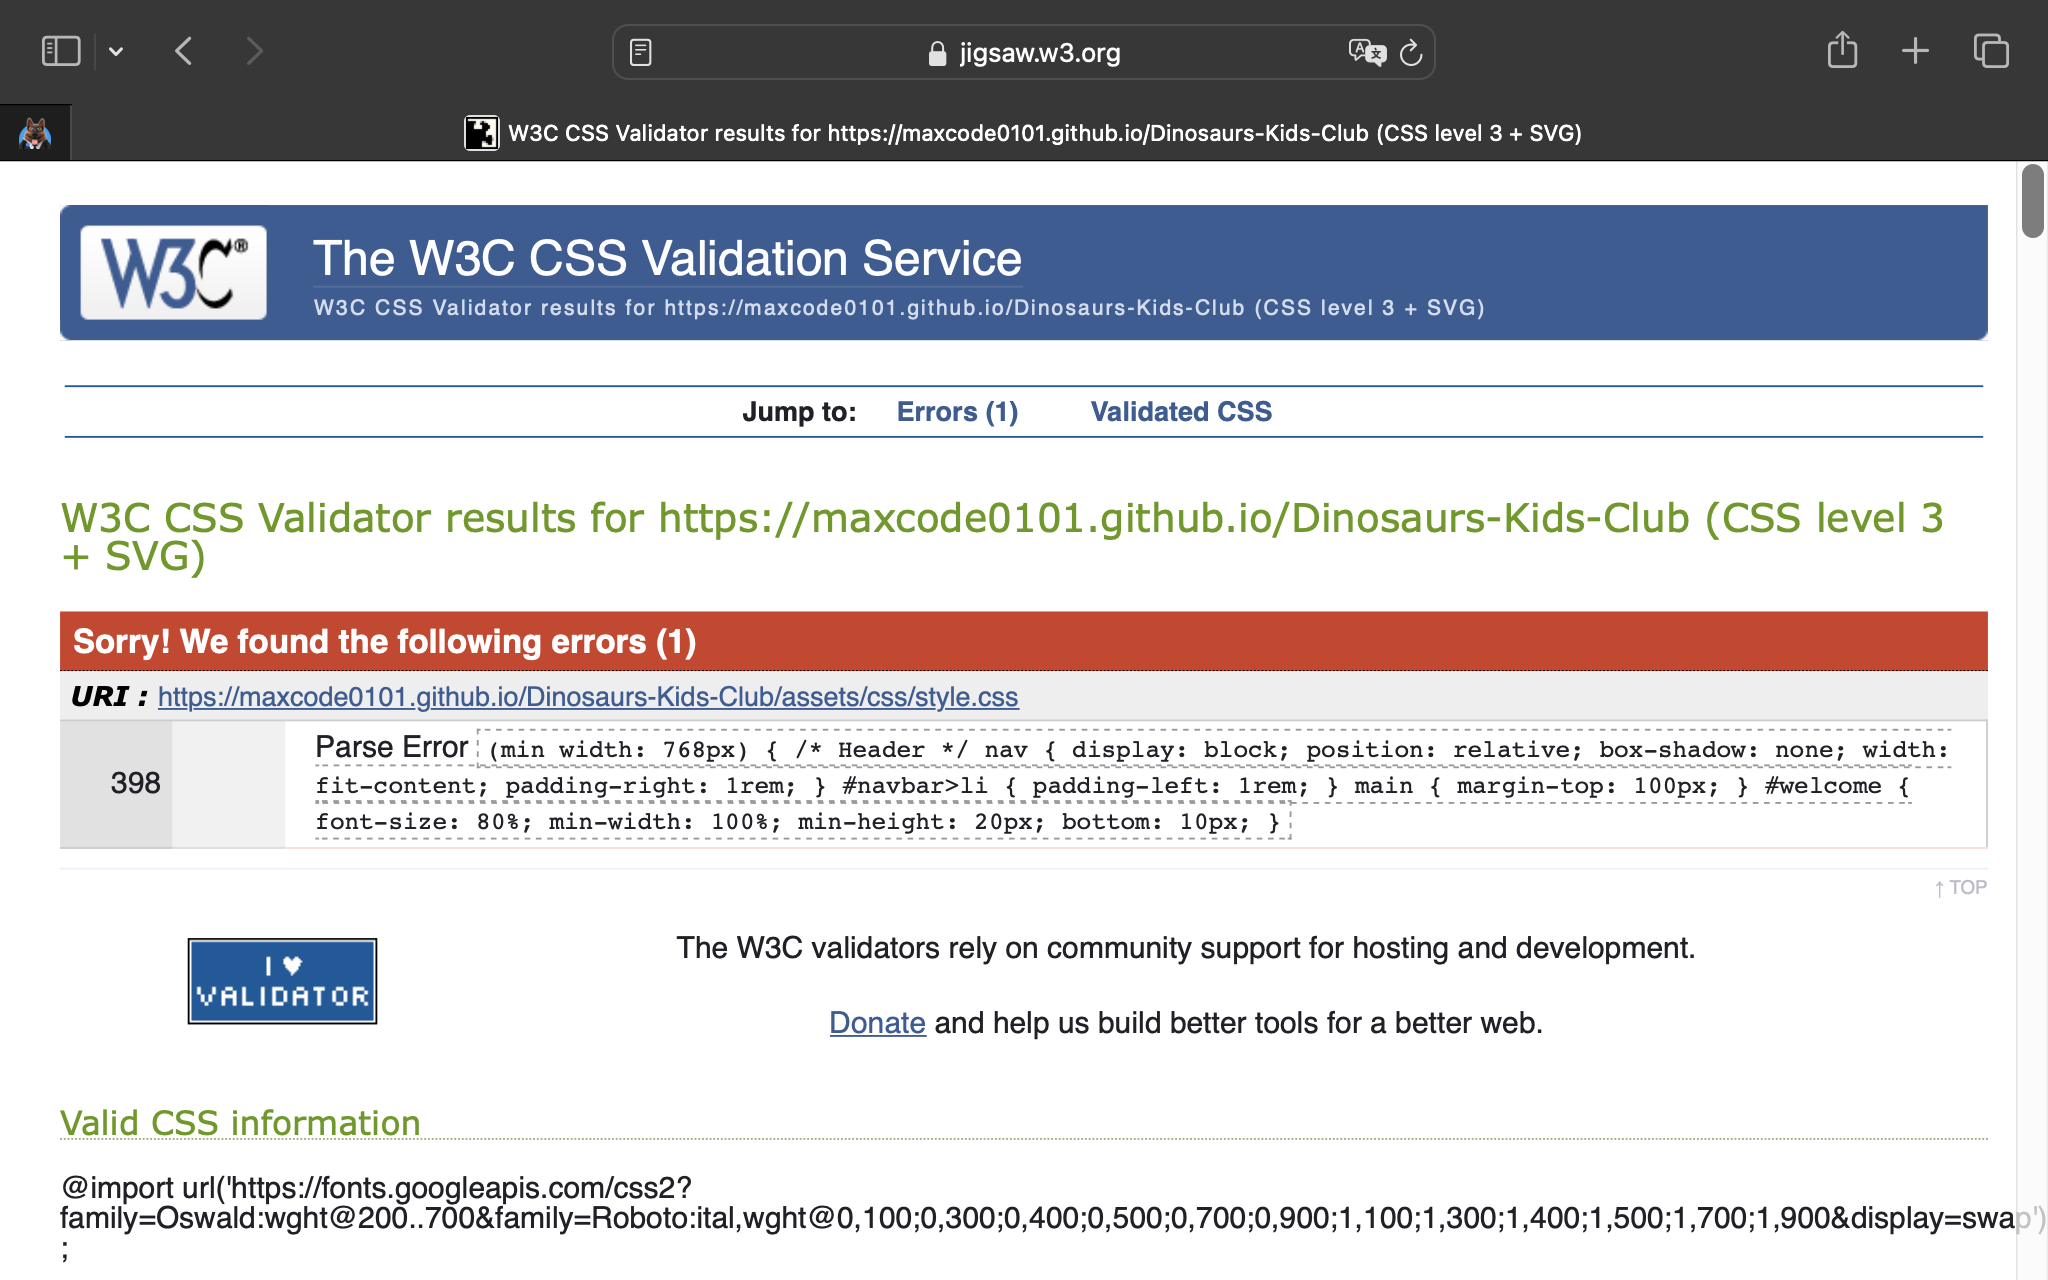 jigsaw.w3.org
W3C CSS Validator results for https://maxcode0101.github.io/Dinosaurs-Kids-Club (CSS level 3 + SVG)
W3C®
The W3C CSS Validation Service
W3C CSS Validator results for https://maxcode0101.github.io/Dinosaurs-Kids-Club (CSS level 3 + SVG)
Jump to: Errors (1) Validated CSS
W3C CSS Validator results for https://maxcode0101.github.io/Dinosaurs-Kids-Club (CSS level 3
+ SVG)
Sorry! We found the following errors (1)
URI : https://maxcode0101.github.io/Dinosaurs-Kids-Club/assets/css/style.css
398
Parse Error (min width: 768px) { /* Header */ nav { display: block; position: relative; box-shadow: none; width:
fit-content; padding-right: 1rem; } #navbar>li { padding-left: 1rem; } main { margin-top: 100px; } #welcome {
font-size: 80%; min-width: 100%; min-height: 20px; bottom: 10px; }
↑ TOP
I ♥
VALIDATOR
The W3C validators rely on community support for hosting and development.
Donate and help us build better tools for a better web.
Valid CSS information
@import url('https://fonts.googleapis.com/css2?
family=Oswald:wght@200..700&family=Roboto:ital,wght@0,100;0,300;0,400;0,500;0,700;0,900;1,100;1,300;1,400;1,500;1,700;1,900&display=swap')
;